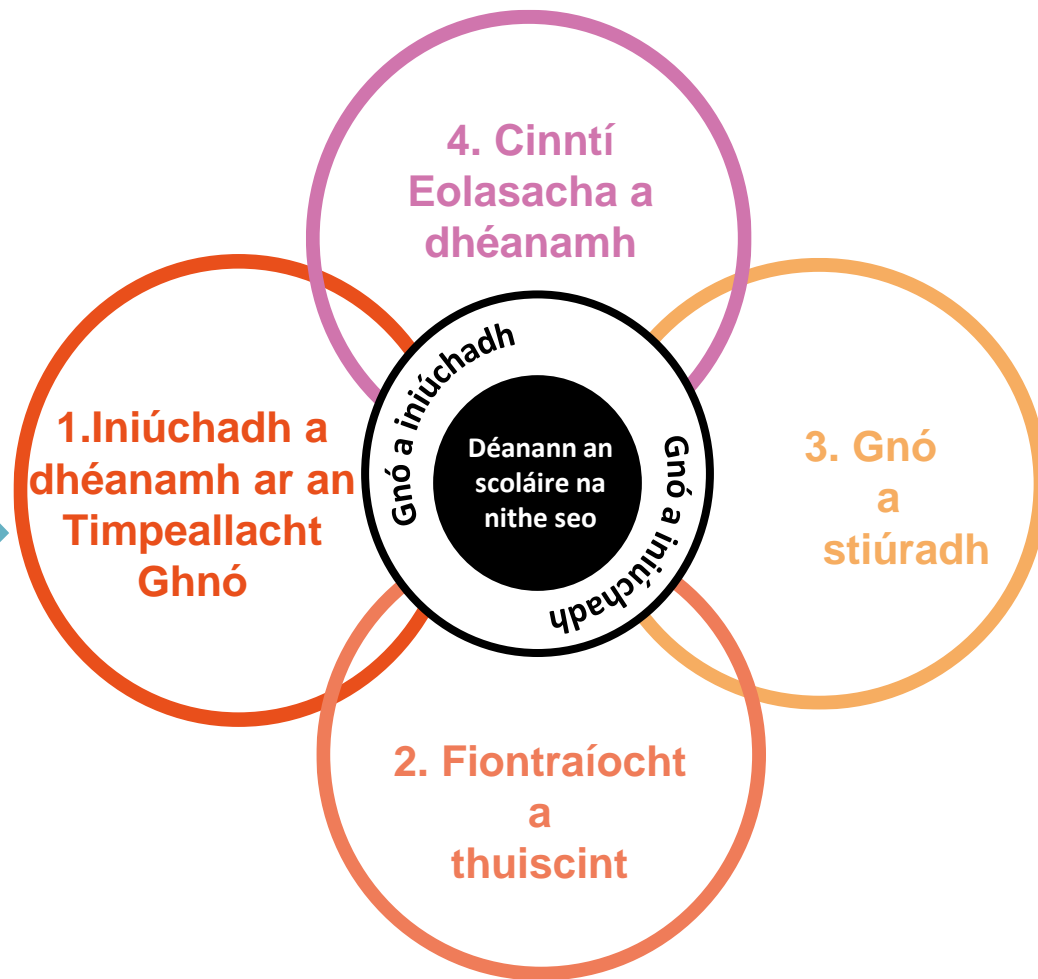 4. Cinntí
Eolasacha a
dhéanamh
Gnó a iniúchadh
1.Iniúchadh a
dhéanamh ar an
Timpeallacht
Ghnó
Déanann an
scoláire na
nithe seo
Gnó a iniúchadh
3. Gnó
a
stiúradh
2. Fiontraíocht
a
thuiscint